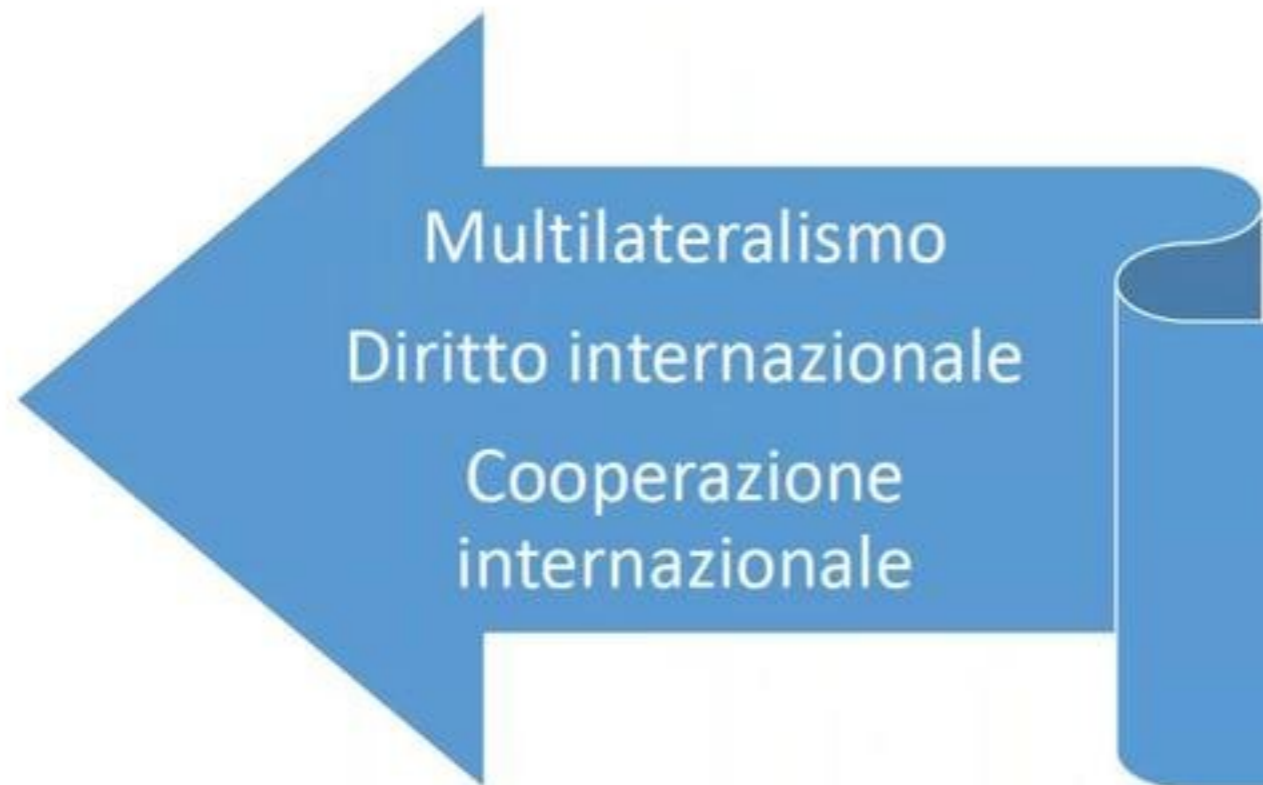 Multilateralismo
Diritto internazionale
Cooperazione
internazionale